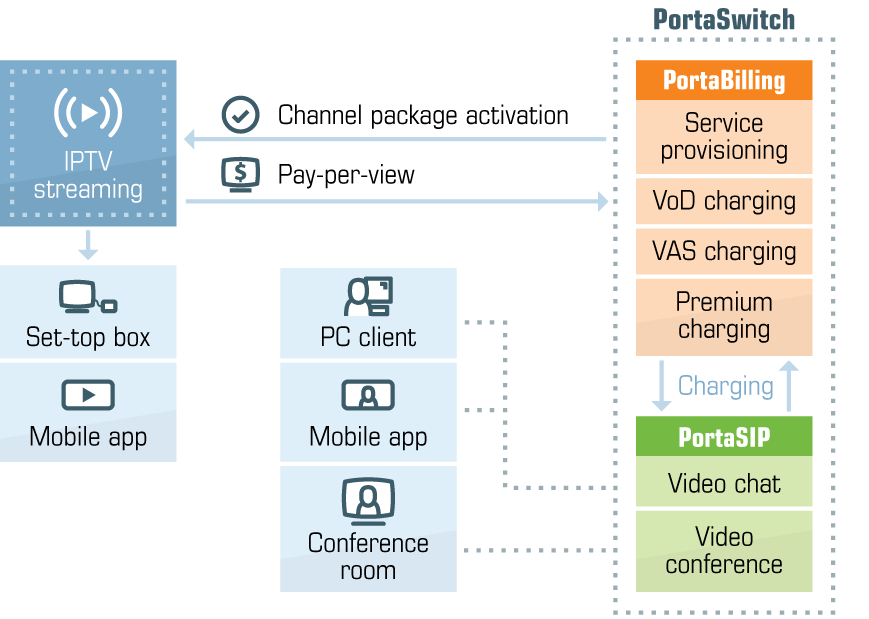 PortaSwitch
IPTV
streaming
Channel package activation
$
Pay-per-view
PortaBilling
Service
provisioning
VoD charging
VAS charging
Premium
charging
Set-top box
Mobile app
PC client
Mobile app
Conference
room
Charging
PortaSIP
Video chat
Video
conference